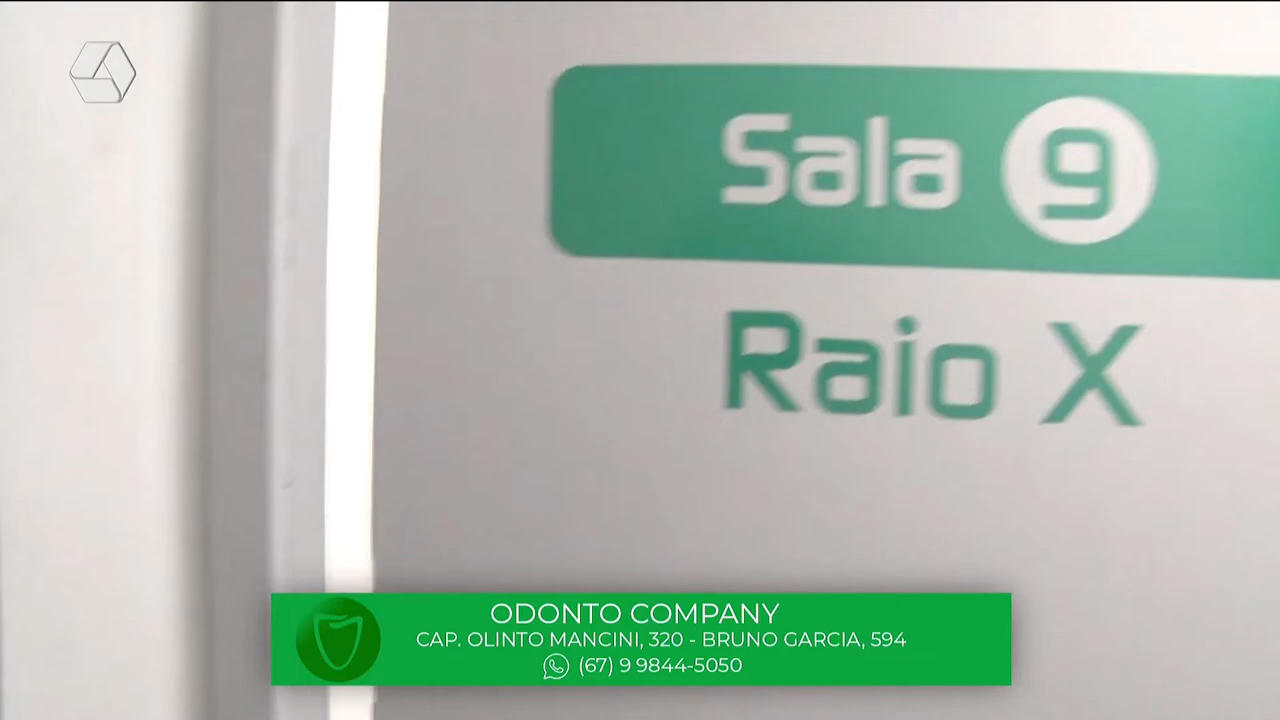 Sala 9
Raio X
ODONTO COMPANY
CAP. OLINTO MANCINI, 320 - BRUNO GARCIA, 594
(67) 9 9844-5050